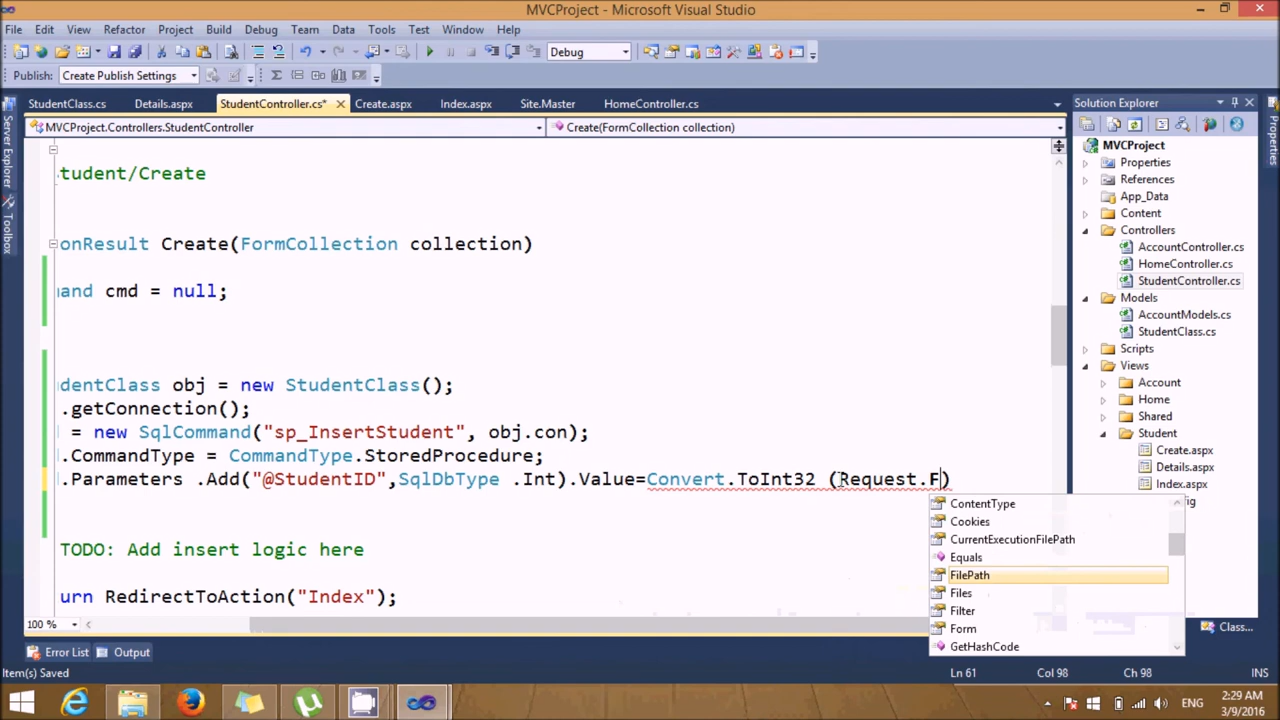 MVCProject - Microsoft Visual Studio
File Edit View Refactor Project Build Debug Team Data Tools Test Window Help
Debug
Publish: Create Publish Settings
StudentClass.cs Details.aspx StudentController.cs* Create.aspx Index.aspx Site.Master HomeController.cs
MVCProject.Controllers.StudentController Create(FormCollection collection)
tudent/Create
onResult Create(FormCollection collection)
and cmd = null;
dentClass obj = new StudentClass();
.getConnection();
= new SqlCommand("sp_InsertStudent", obj.con);
.CommandType = CommandType.StoredProcedure;
.Parameters .Add("@StudentID",SqlDbType .Int).Value=Convert.ToInt32 (Request.F)
ContentType
Cookies
CurrentExecutionFilePath
Equals
FilePath
Files
Filter
Form
GetHashCode
TODO: Add insert logic here
urn RedirectToAction("Index");
100 %
Server Explorer
Toolbox
Solution Explorer
MVCProject
Properties
References
App_Data
Content
Controllers
AccountController.cs
HomeController.cs
StudentController.cs
Models
AccountModels.cs
StudentClass.cs
Scripts
Views
Account
Home
Shared
Student
Create.aspx
Details.aspx
Index.aspx
Class...
Properties
Error List Output
Item(s) Saved Ln 61 Col 98 Ch 98 INS
ENG
2:29 AM
3/9/2016